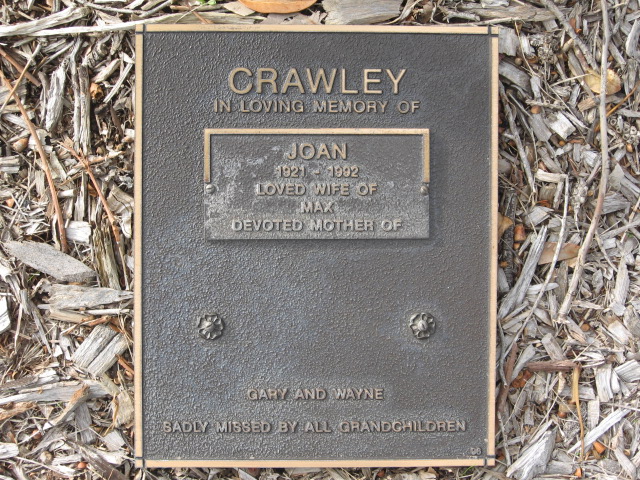 CRAWLEY
IN LOVING MEMORY OF
JOAN
1921 - 1992
LOVED WIFE OF
MAX
DEVOTED MOTHER OF
GARY AND WAYNE
SADLY MISSED BY ALL GRANDCHILDREN